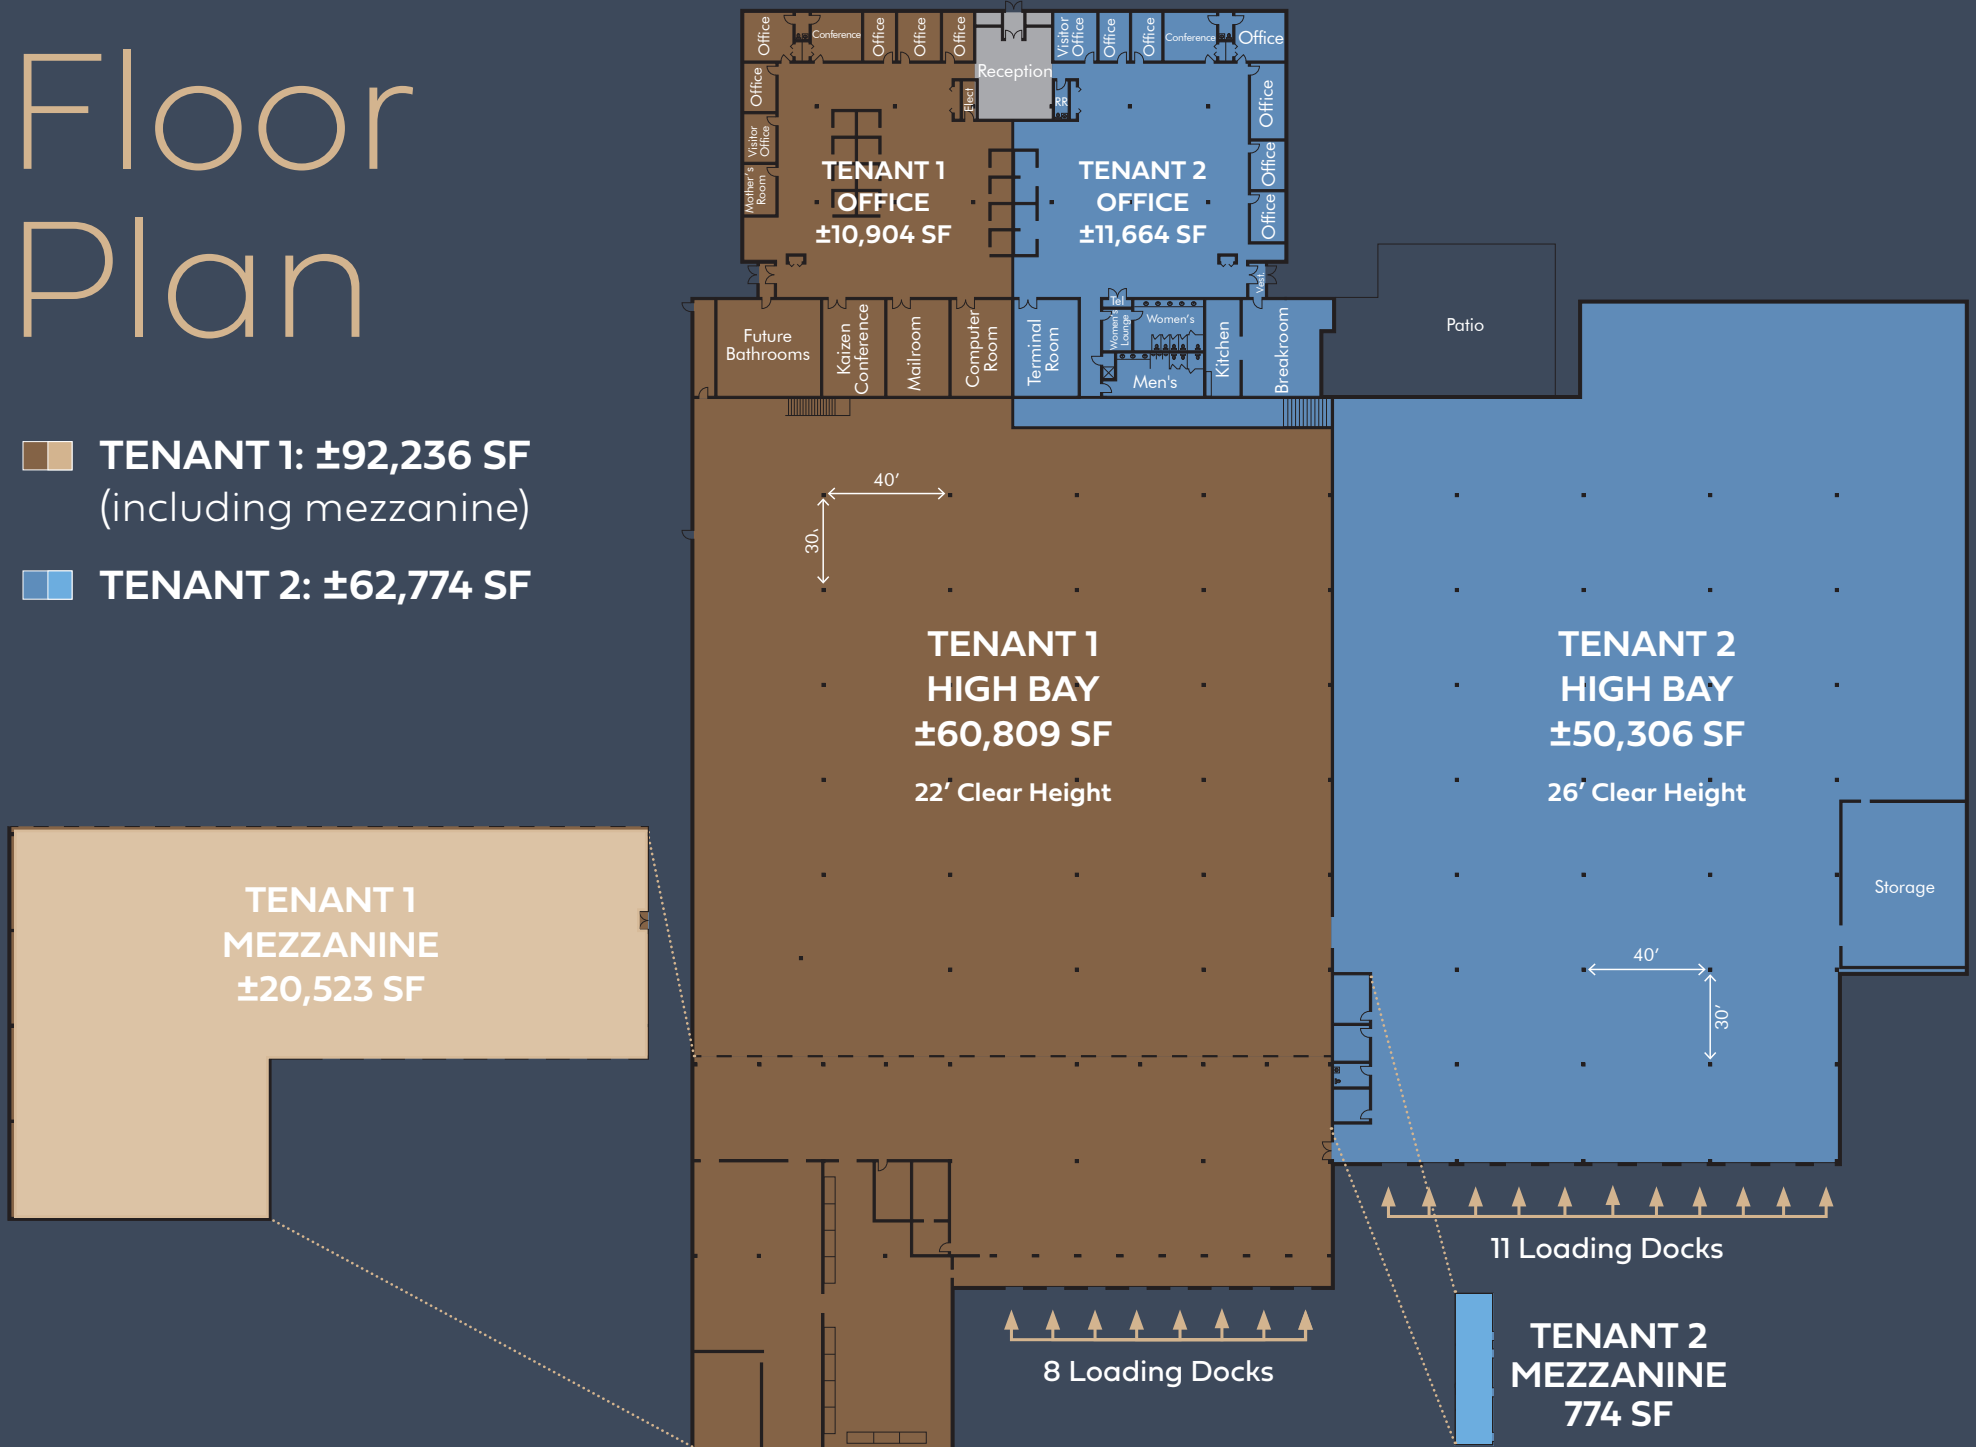 Floor
Plan
TENANT 1: ±92,236 SF
(including mezzanine)
TENANT 2: ±62,774 SF
Office
Conference
Office
Office
Office
Reception
Visitor
Office
Office
Office
Conference
Office
Office
Visitor
Office
Mother's
Room
Elect
RR
Office
Office
Office
TENANT 1
OFFICE
±10,904 SF
TENANT 2
OFFICE
±11,664 SF
Vest.
Future
Bathrooms
Kaizen
Conference
Mailroom
Computer
Room
Terminal
Room
Tel
Women's
Lounge
Women's
Men's
Kitchen
Breakroom
Patio
40'
30'
TENANT 1
HIGH BAY
±60,809 SF
22' Clear Height
TENANT 2
HIGH BAY
±50,306 SF
26' Clear Height
Storage
40'
30'
TENANT 1
MEZZANINE
±20,523 SF
11 Loading Docks
8 Loading Docks
TENANT 2
MEZZANINE
774 SF